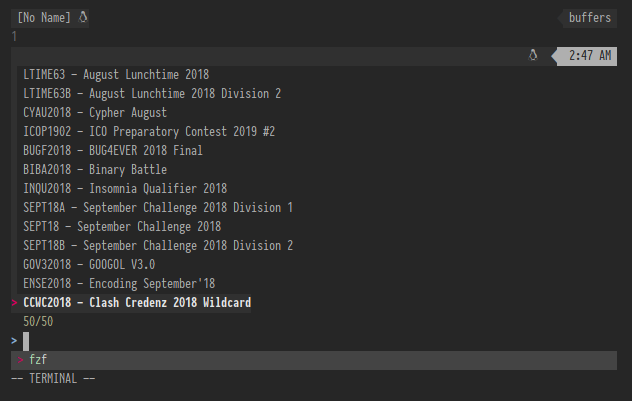 [No Name] buffers
1
2:47 AM
LTIME63 - August Lunchtime 2018
LTIME63B - August Lunchtime 2018 Division 2
CYAU2018 - Cypher August
ICOP1902 - ICO Preparatory Contest 2019 #2
BUGF2018 - BUG4EVER 2018 Final
BIBA2018 - Binary Battle
INQU2018 - Insomnia Qualifier 2018
SEPT18A - September Challenge 2018 Division 1
SEPT18 - September Challenge 2018
SEPT18B - September Challenge 2018 Division 2
GOV32018 - GOOGOL V3.0
ENSE2018 - Encoding September'18
> CCWC2018 - Clash Credenz 2018 Wildcard
50/50
>
> fzf
-- TERMINAL --